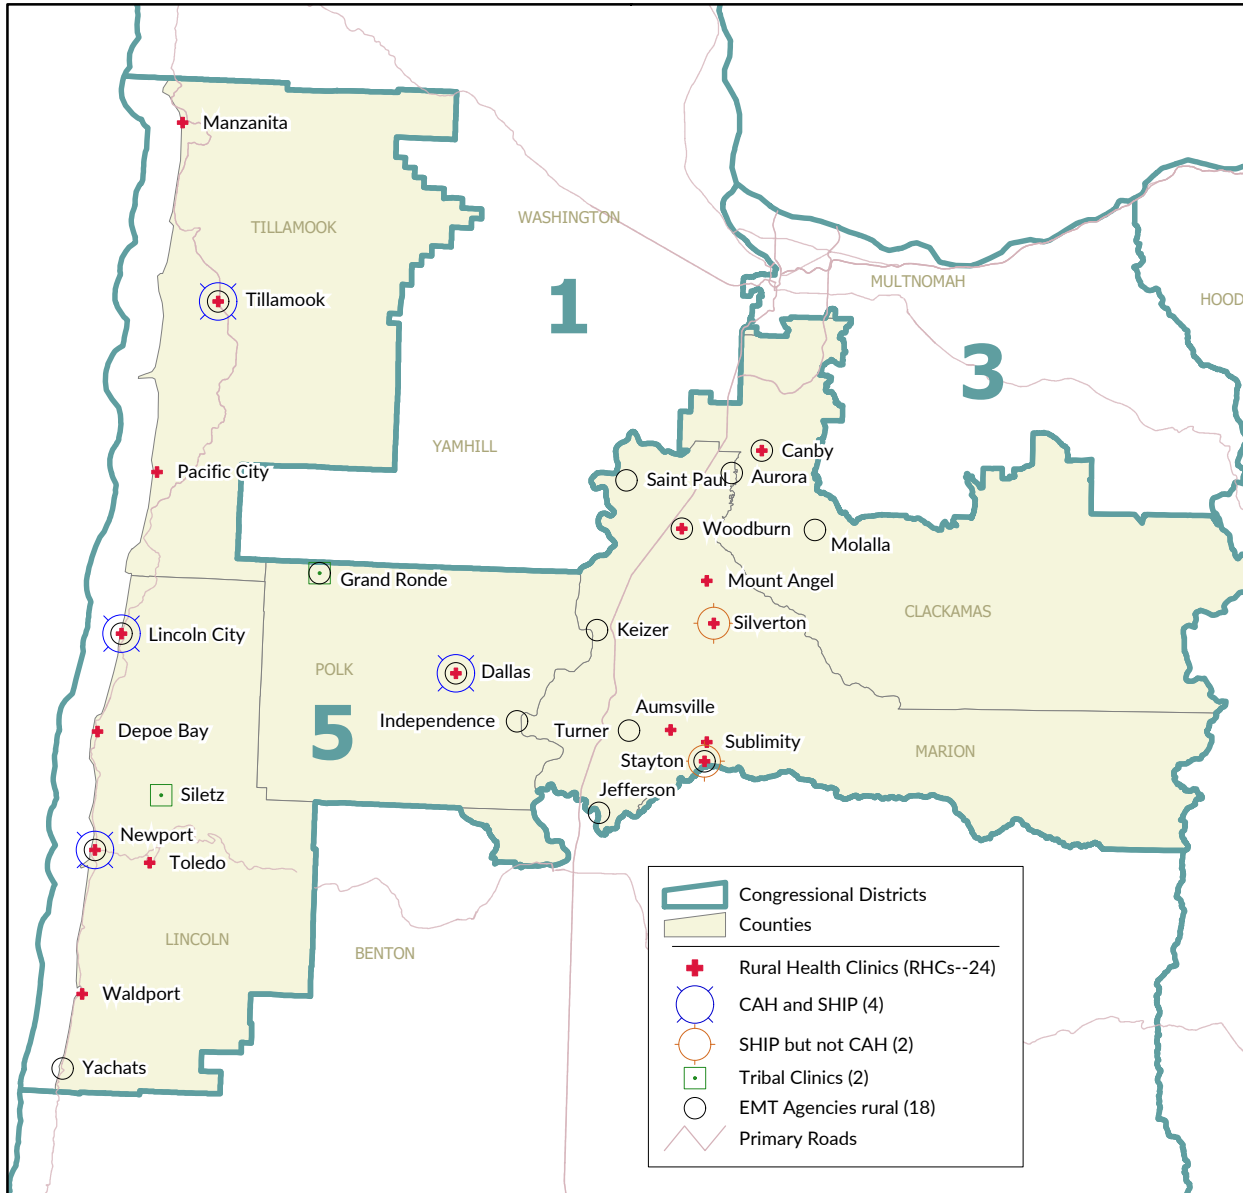 Manzanita
TILLAMOOK
WASHINGTON
MULTNOMAH
HOOD
1
Tillamook
3
YAMHILL
Canby
Pacific City
Saint Paul
Aurora
Woodburn
Molalla
Grand Ronde
Mount Angel
CLACKAMAS
Lincoln City
Keizer
Silverton
POLK
Dallas
Independence
Aumsville
Depoe Bay
5
Turner
Sublimity
MARION
Stayton
Siletz
Jefferson
Newport
Toledo
LINCOLN
BENTON
Waldport
Yachats
Congressional Districts
Counties
Rural Health Clinics (RHCs--24)
CAH and SHIP (4)
SHIP but not CAH (2)
Tribal Clinics (2)
EMT Agencies rural (18)
Primary Roads